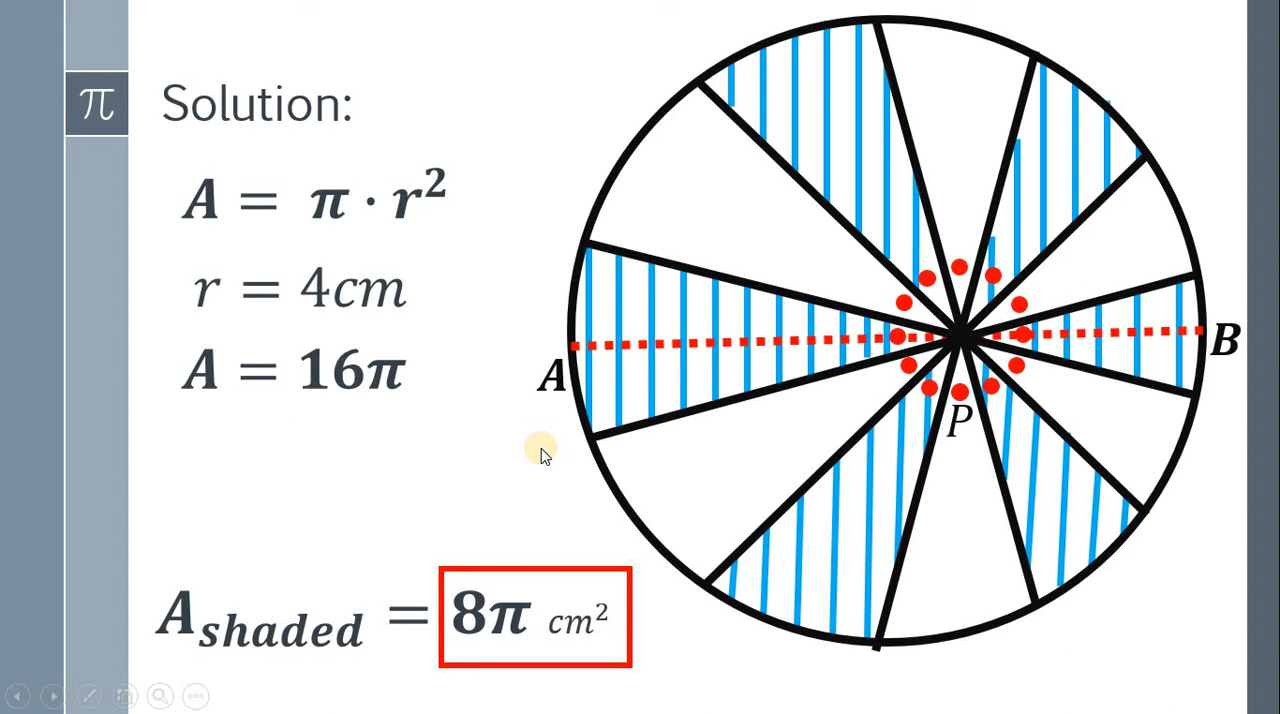 π
Solution:
A = π · r²
r = 4cm
A = 16π
A
B
P
A_shaded = 8π cm²